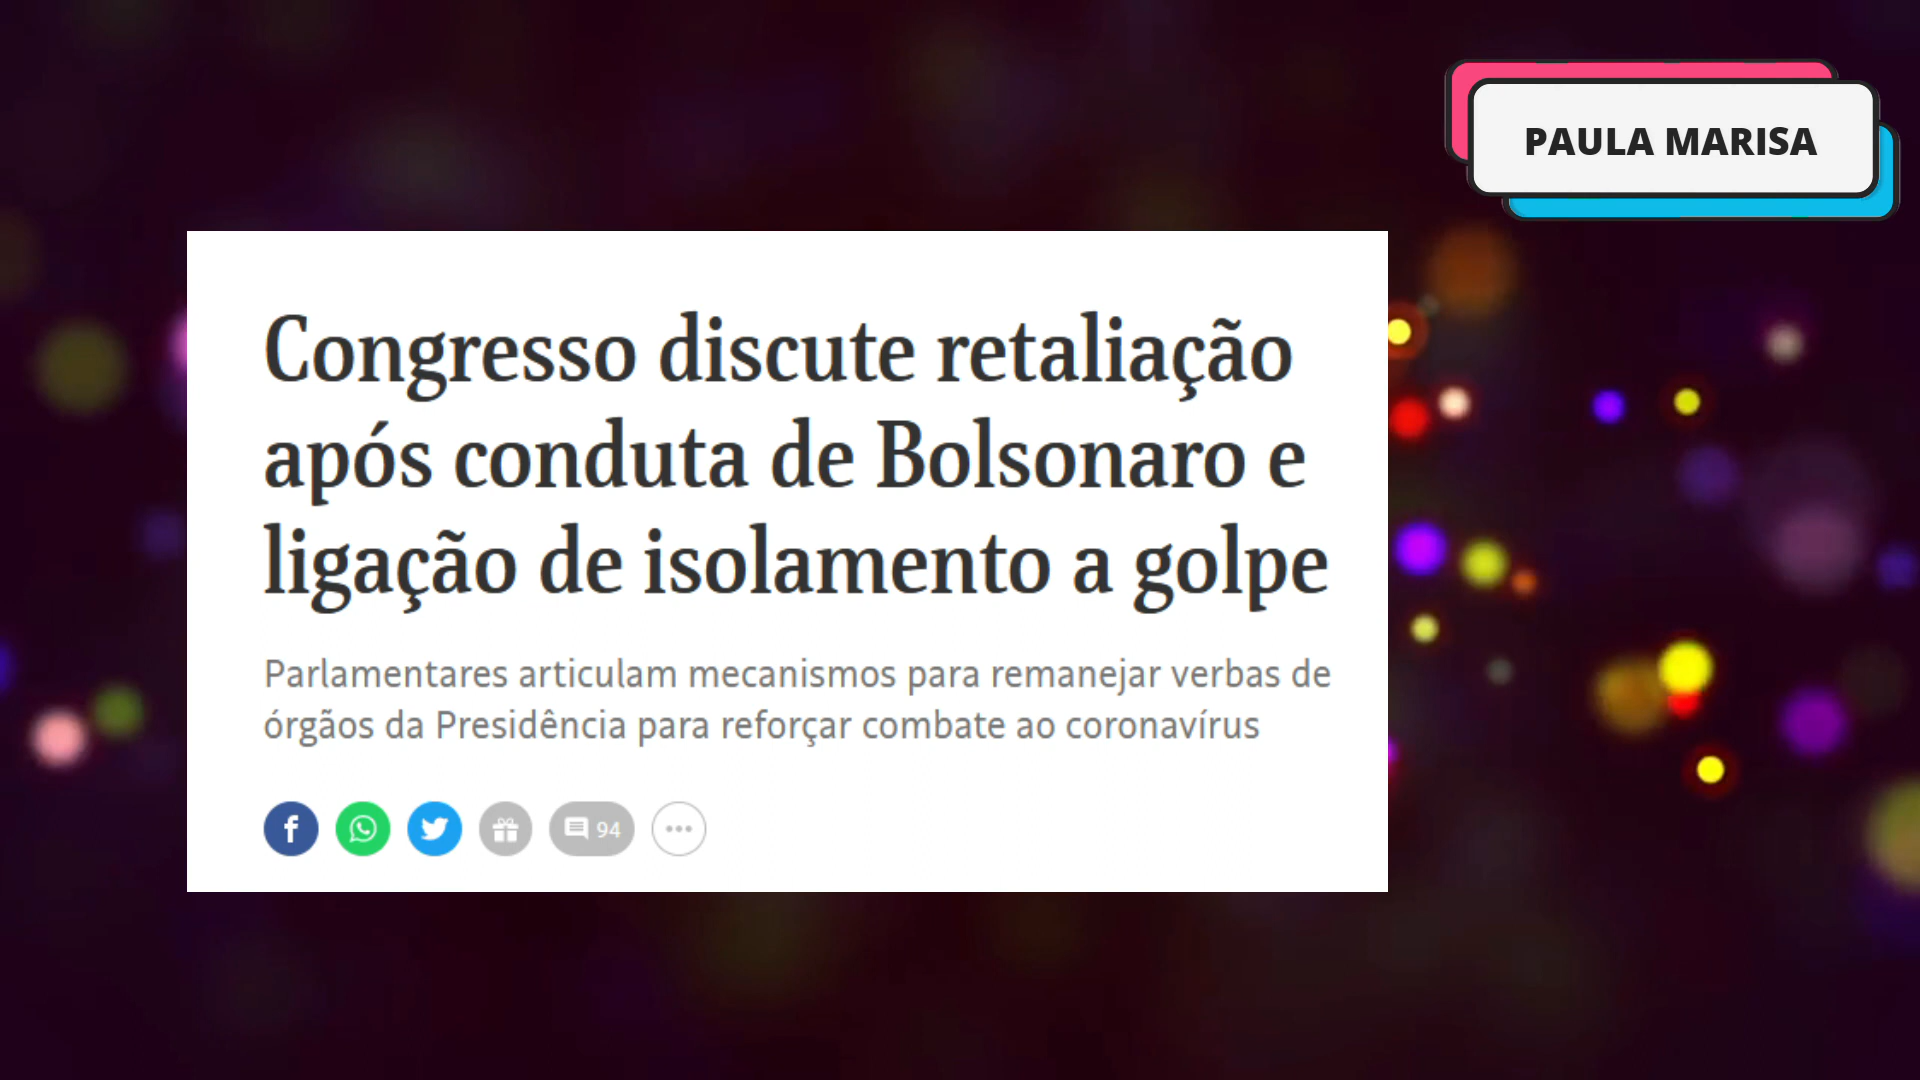 PAULA MARISA
Congresso discute retaliação
após conduta de Bolsonaro e
ligação de isolamento a golpe
Parlamentares articulam mecanismos para remanejar verbas de
órgãos da Presidência para reforçar combate ao coronavírus
94